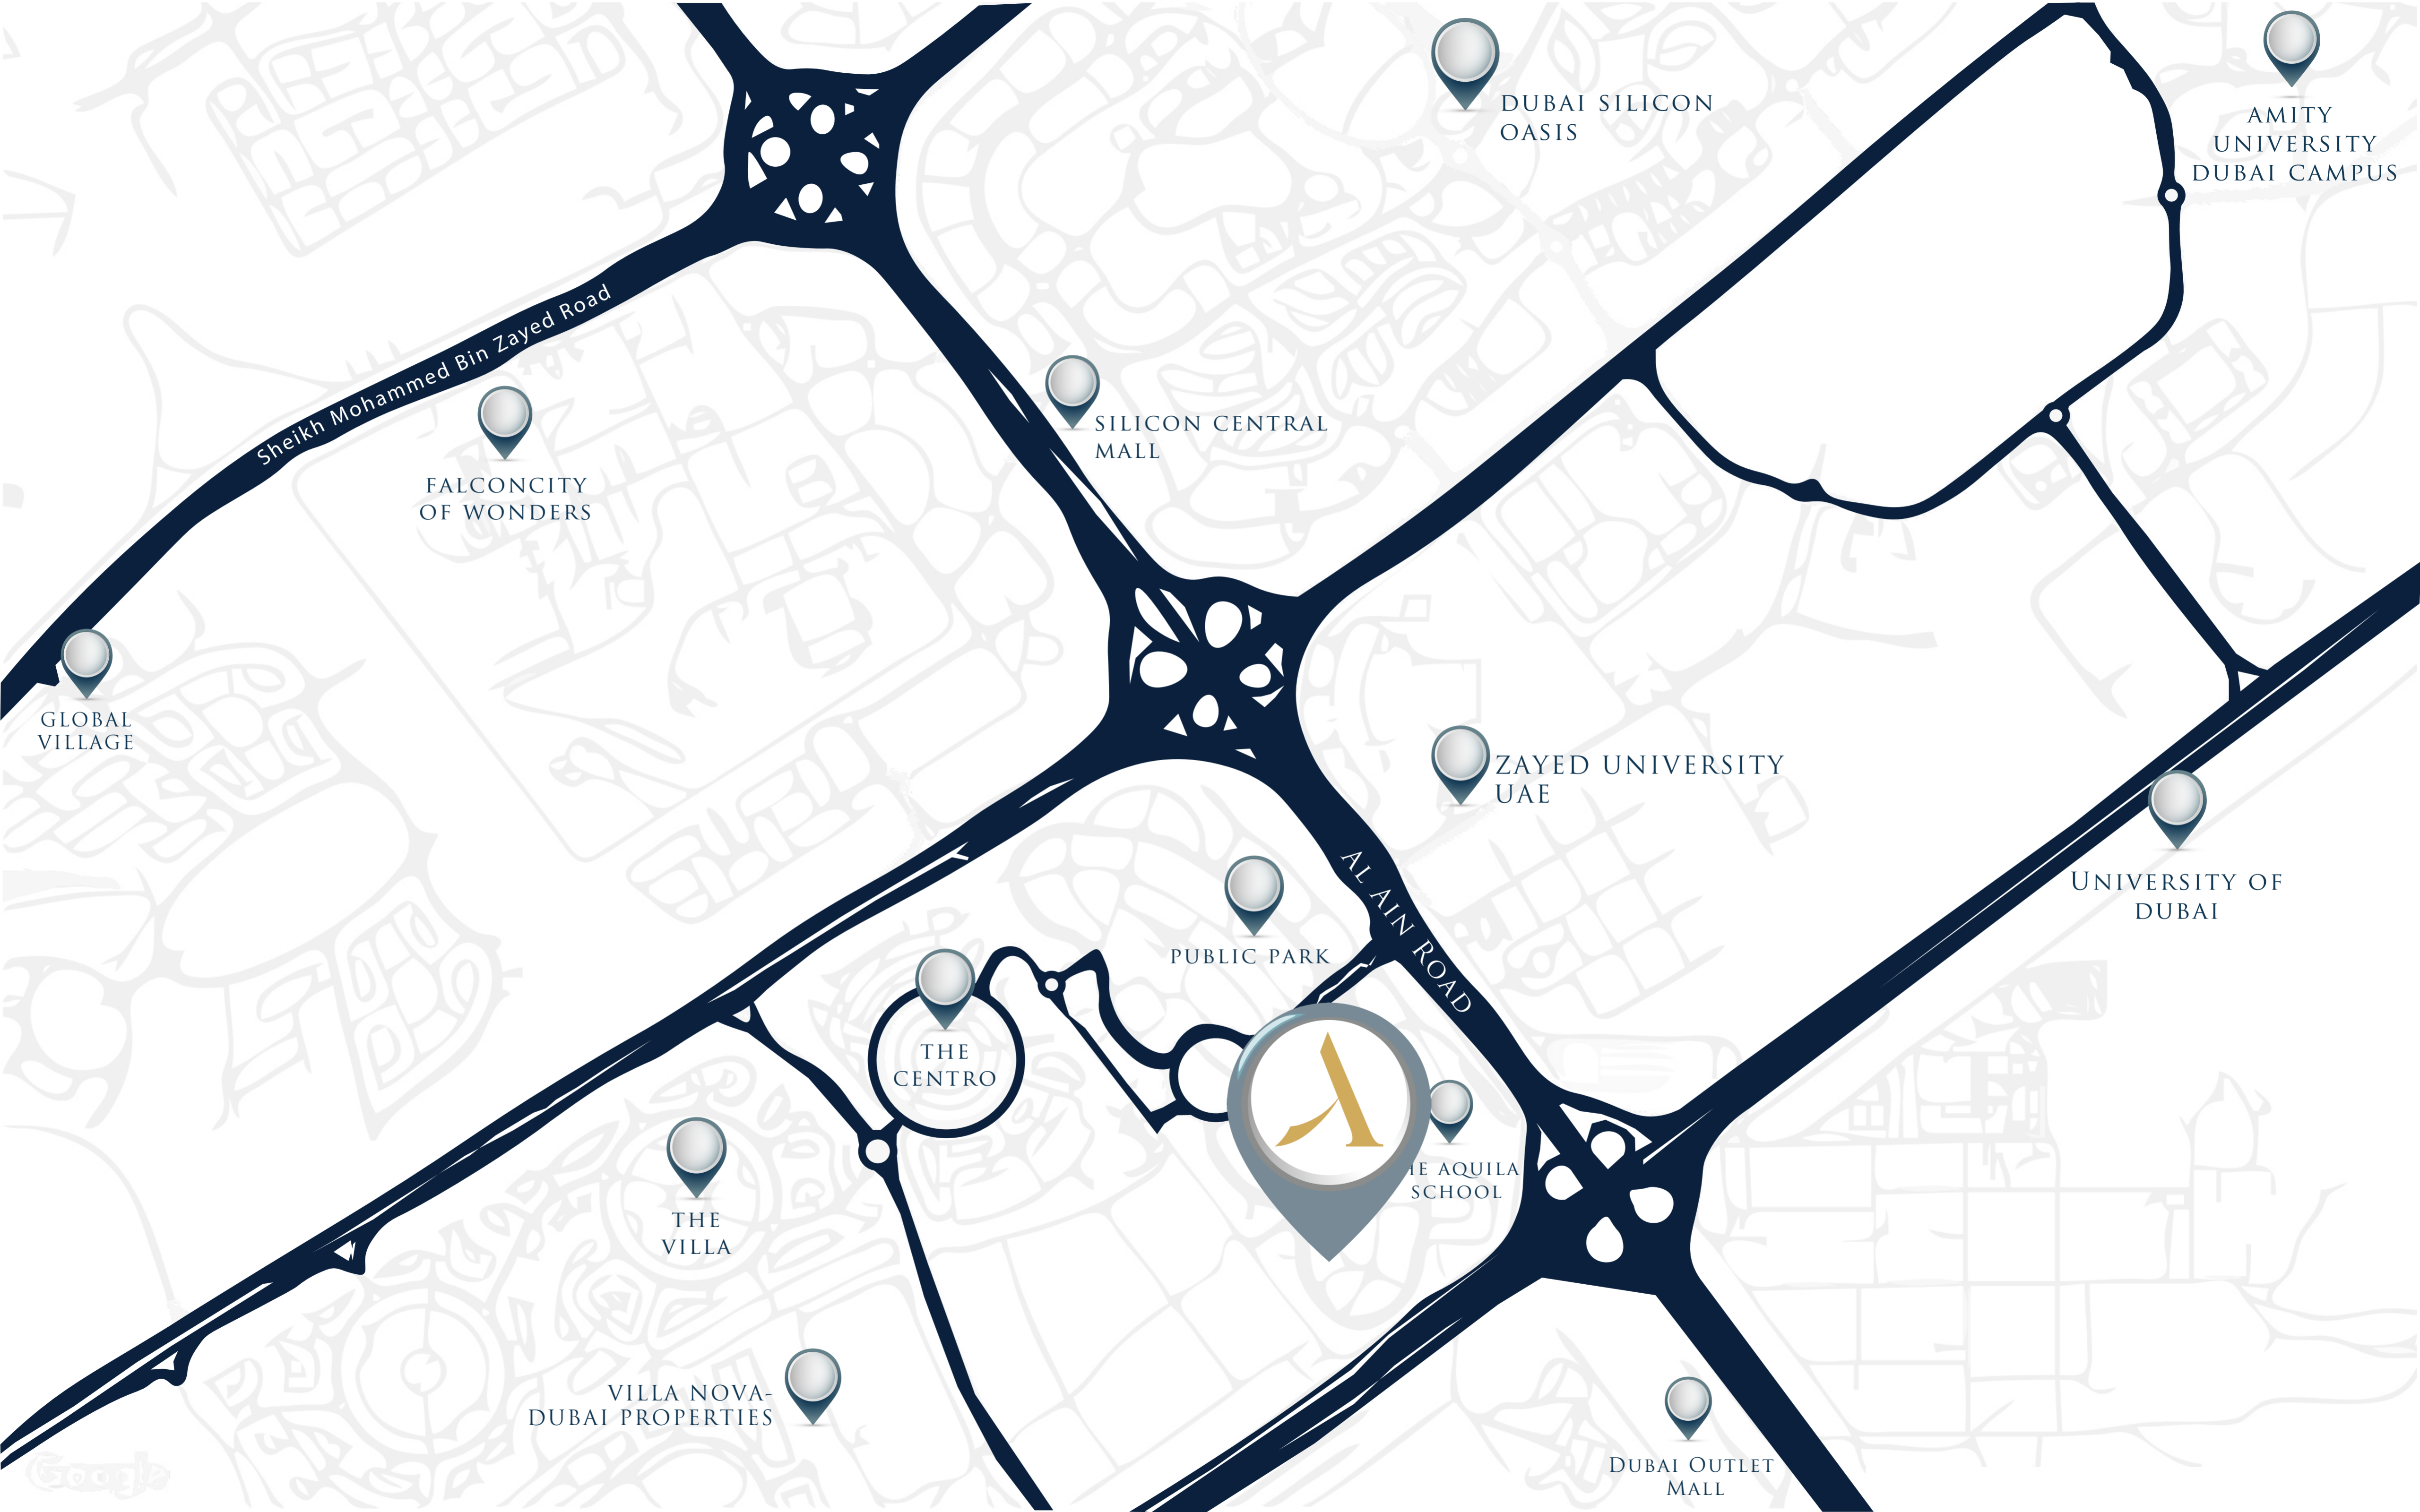 DUBAI SILICON
OASIS
AMITY
UNIVERSITY
DUBAI CAMPUS
Sheikh Mohammed Bin Zayed Road
FALCONCITY
OF WONDERS
SILICON CENTRAL
MALL
GLOBAL
VILLAGE
ZAYED UNIVERSITY
UAE
UNIVERSITY OF
DUBAI
AL AIN ROAD
PUBLIC PARK
THE
CENTRO
AQUILA
SCHOOL
THE
VILLA
VILLA NOVA-
DUBAI PROPERTIES
DUBAI OUTLET
MALL
Google